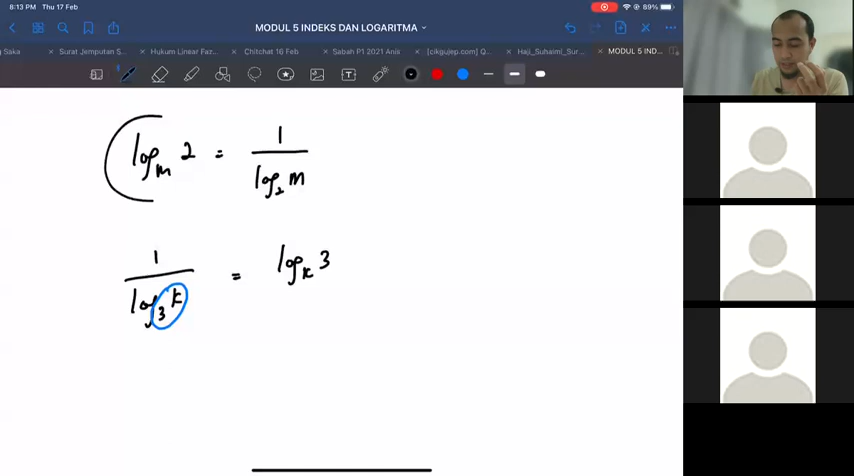 8:13 PM Thu 17 Feb 89%
MODUL 5 INDEKS DAN LOGARITMA
ng Saka Surat Jemputan S... Hukum Linear Faz... Chitchat 16 Feb Sabah P1 2021 Anis [cikgujep.com] Q... Haji_Suhaimi_Sur... MODUL 5 IND...
log_m 2 = 1 / log_2 m
1 / log_3 k = log_k 3